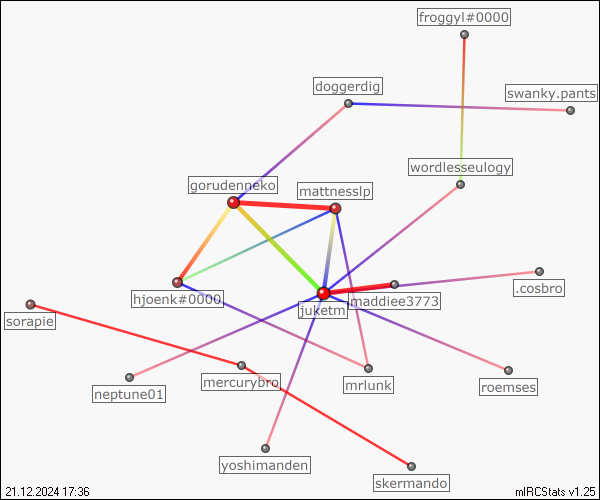 froggyl#0000
doggerdig
swanky.pants
wordlesseulogy
gorudenneko
mattnesslp
.cosbro
hjoenk#0000
maddiee3773
juketm
sorapie
mercurybro
mrlunk
roemses
neptune01
yoshimanden
skermando
21.12.2024 17:36
mIRCStats v1.25